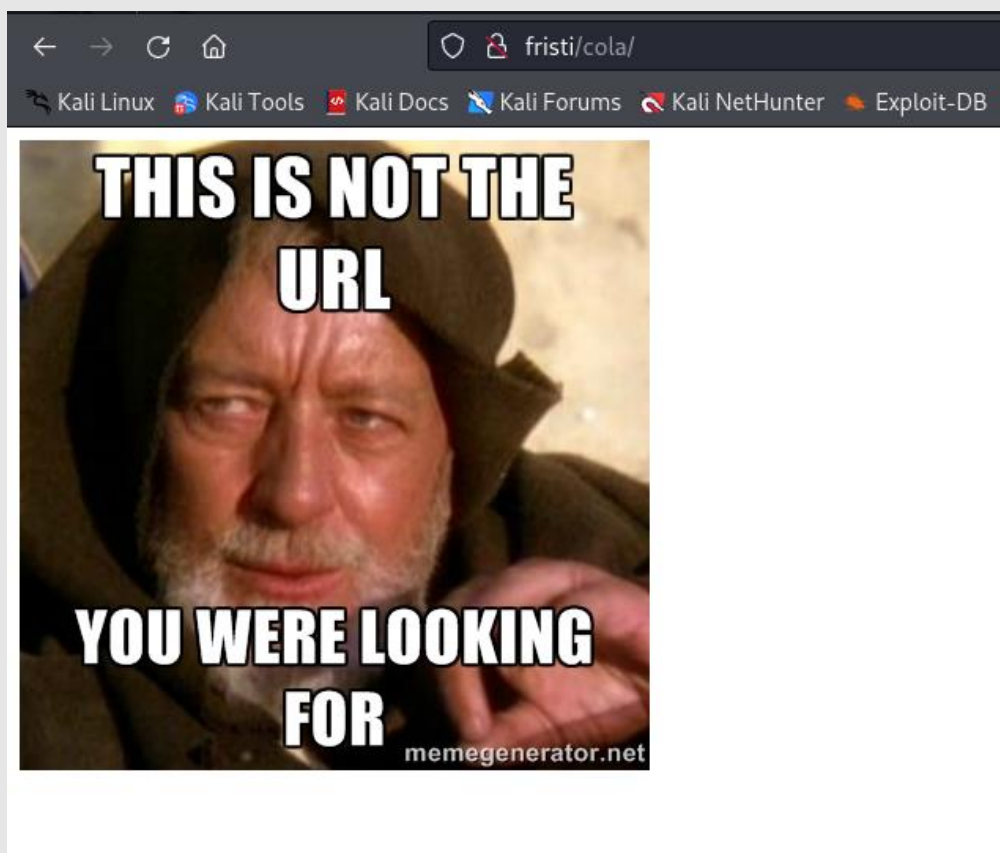 fristi/cola/
Kali Linux Kali Tools Kali Docs Kali Forums Kali NetHunter Exploit-DB
THIS IS NOT THE
URL
YOU WERE LOOKING
FOR
memegenerator.net